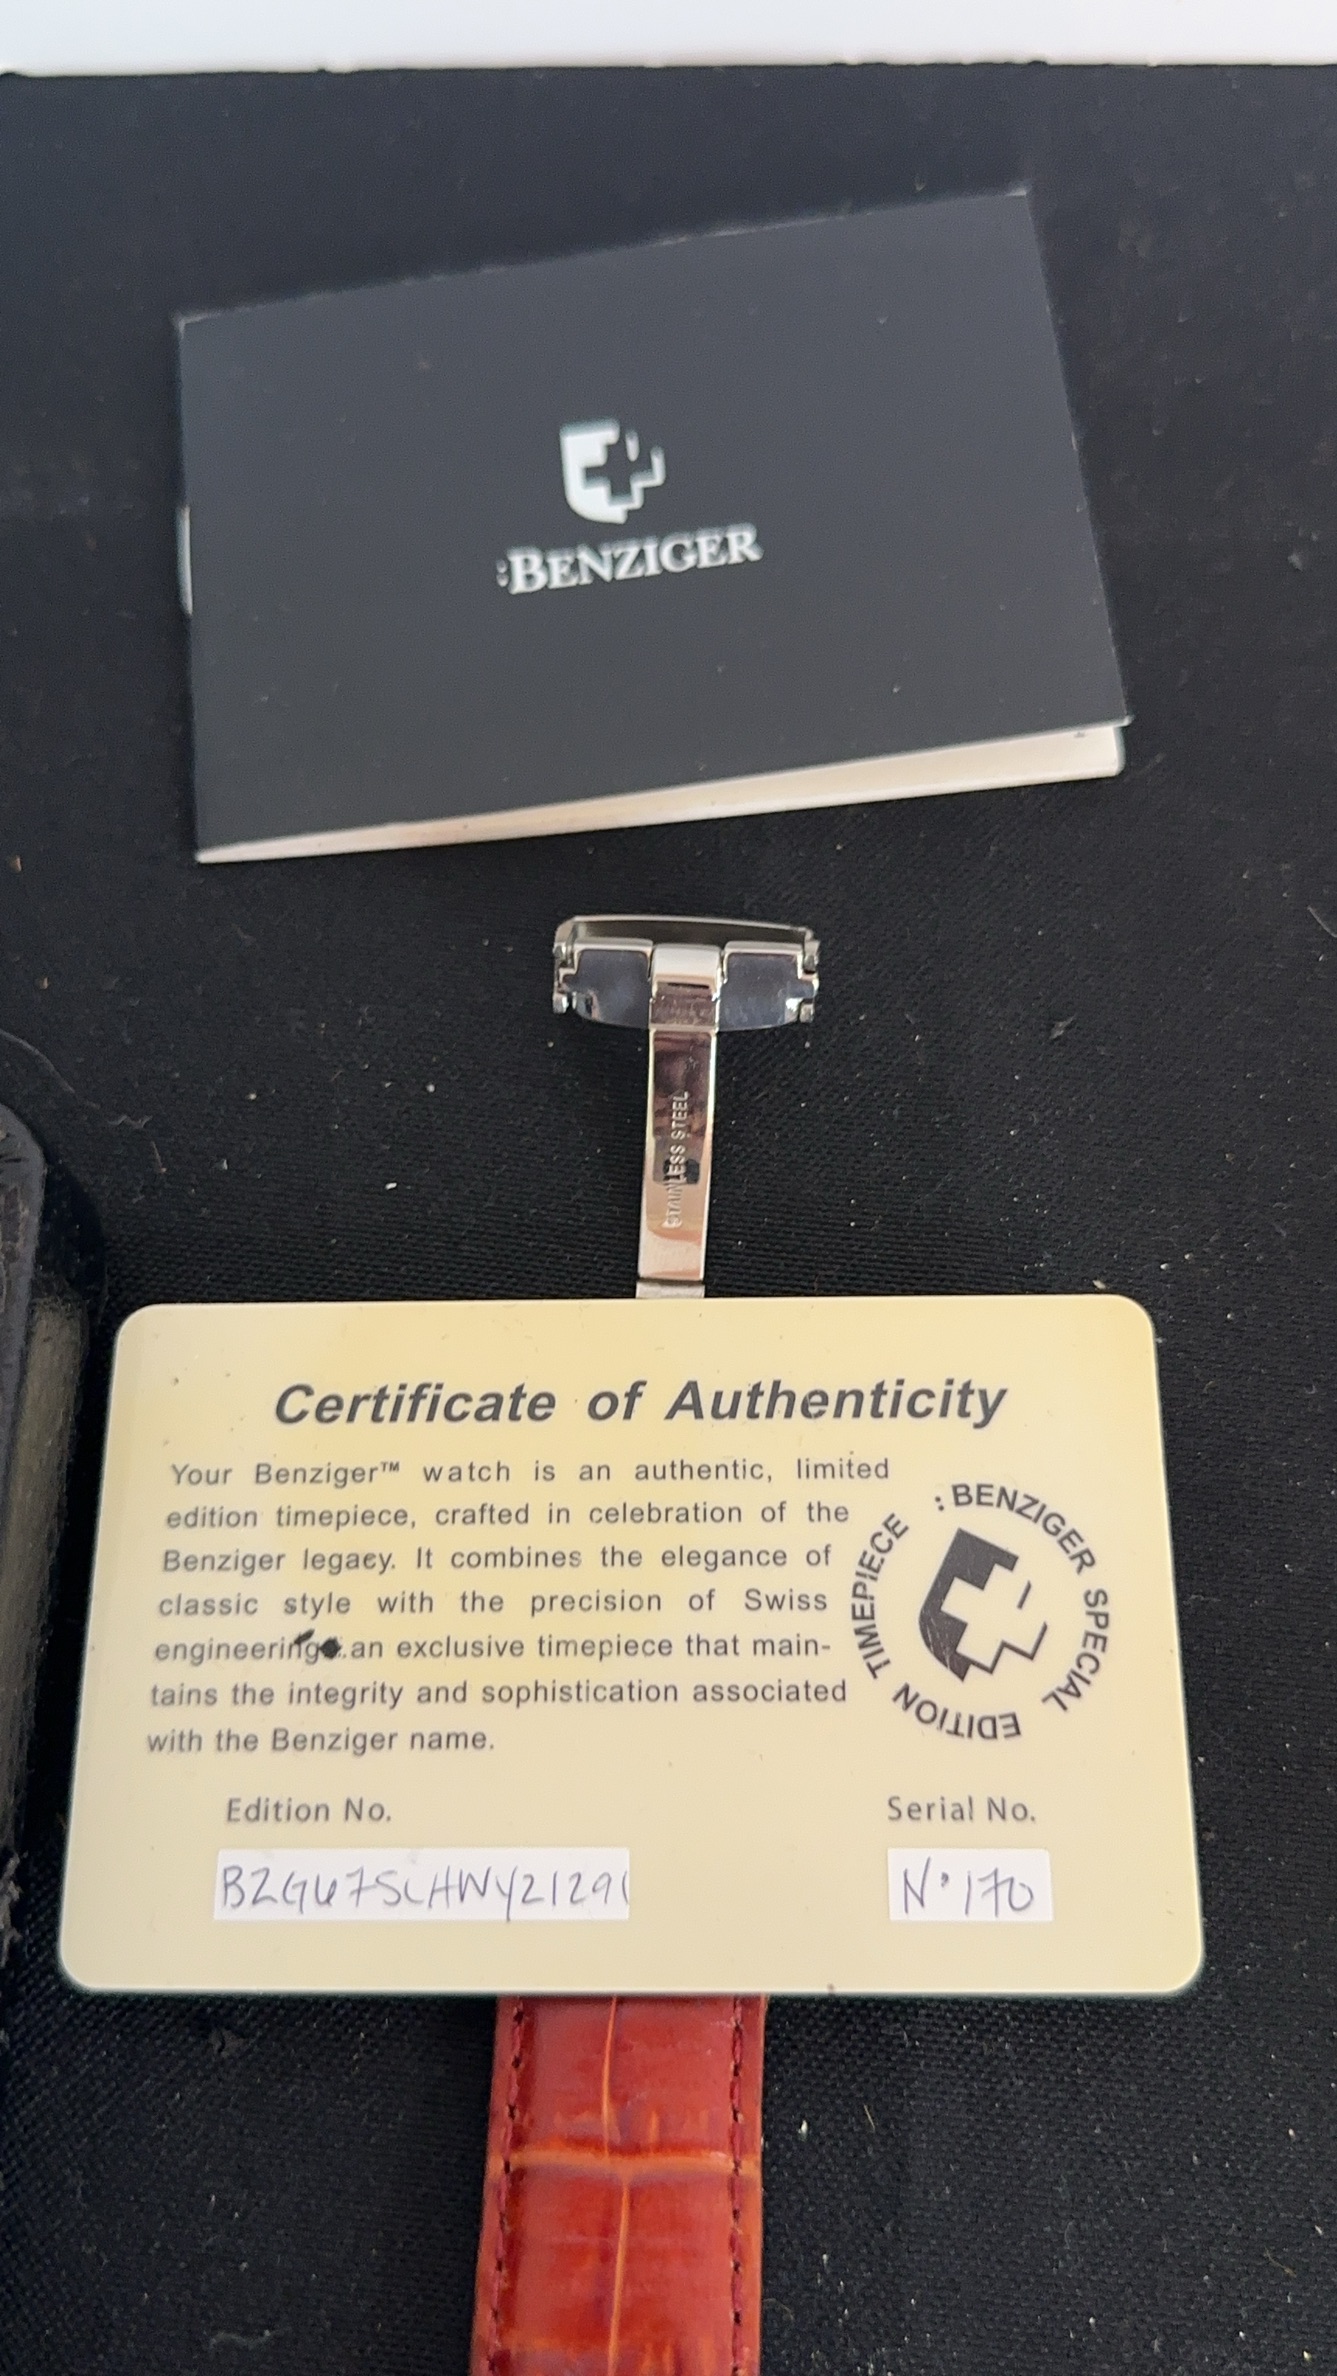 :BENZIGER
STAINLESS STEEL
Certificate of Authenticity
Your Benziger™ watch is an authentic, limited
edition timepiece, crafted in celebration of the
Benziger legacy. It combines the elegance of
classic style with the precision of Swiss
engineering...an exclusive timepiece that main-
tains the integrity and sophistication associated
with the Benziger name.
:BENZIGER SPECIAL EDITION TIMEPIECE
Edition No.
Serial No.
N° 170